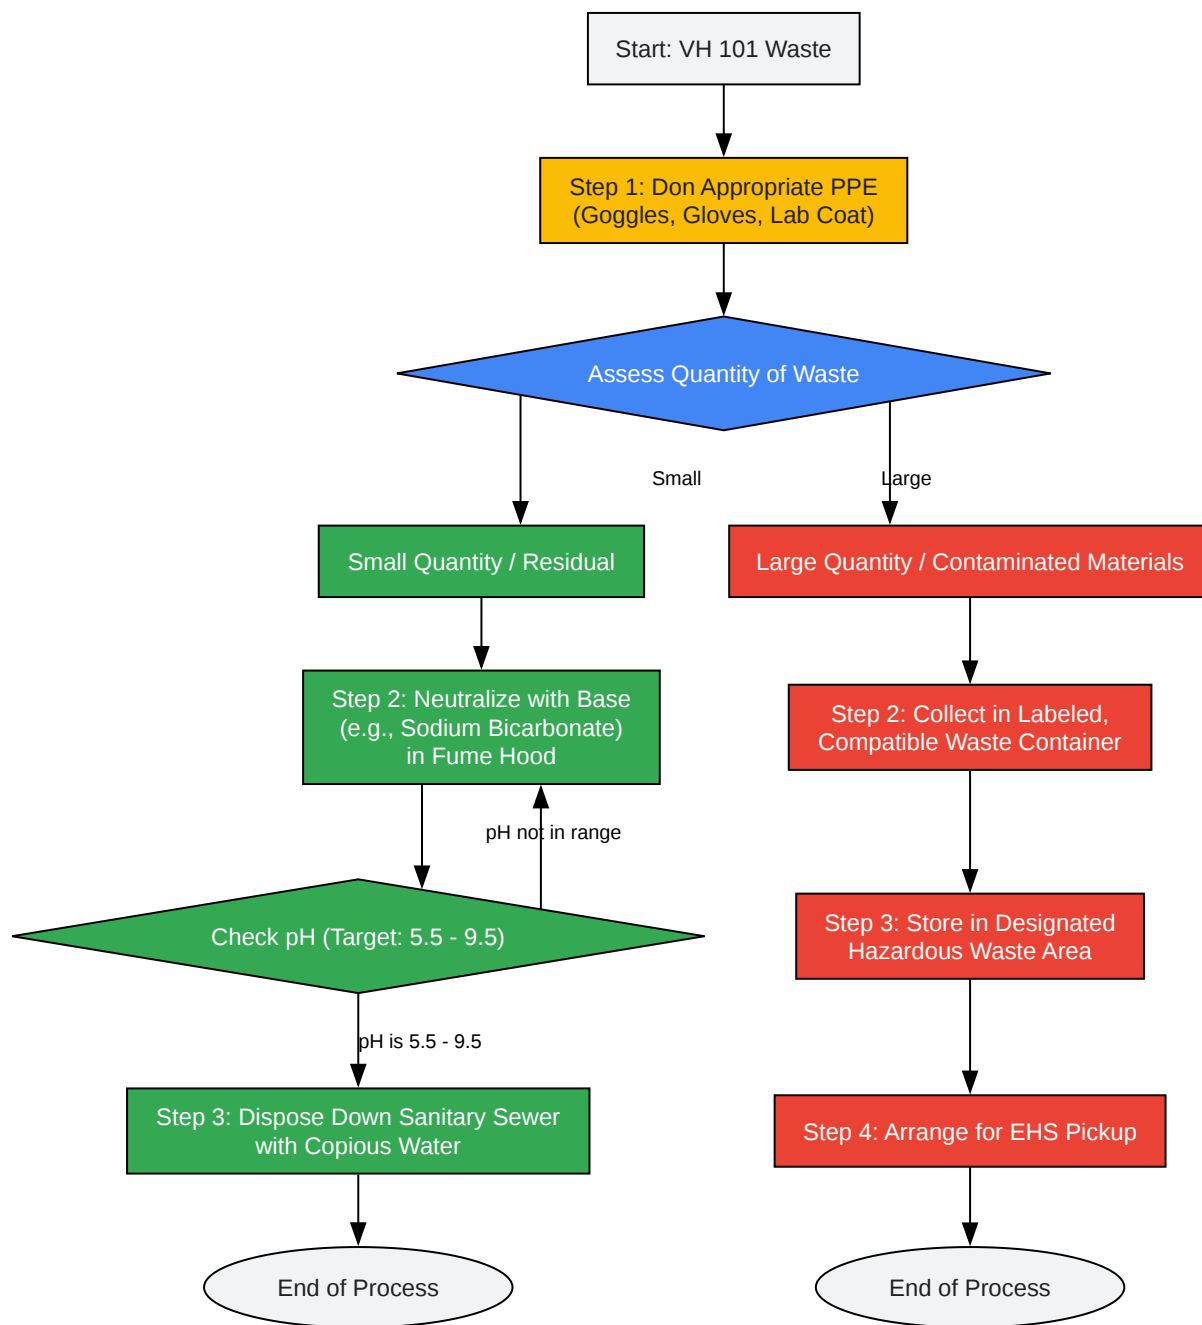 Start: VH 101 Waste
Step 1: Don Appropriate PPE
(Goggles, Gloves, Lab Coat)
Assess Quantity of Waste
Small
Large
Small Quantity / Residual
Large Quantity / Contaminated Materials
Step 2: Neutralize with Base
(e.g., Sodium Bicarbonate)
in Fume Hood
Step 2: Collect in Labeled,
Compatible Waste Container
pH not in range
Check pH (Target: 5.5 - 9.5)
Step 3: Store in Designated
Hazardous Waste Area
pH is 5.5 - 9.5
Step 3: Dispose Down Sanitary Sewer
with Copious Water
Step 4: Arrange for EHS Pickup
End of Process
End of Process